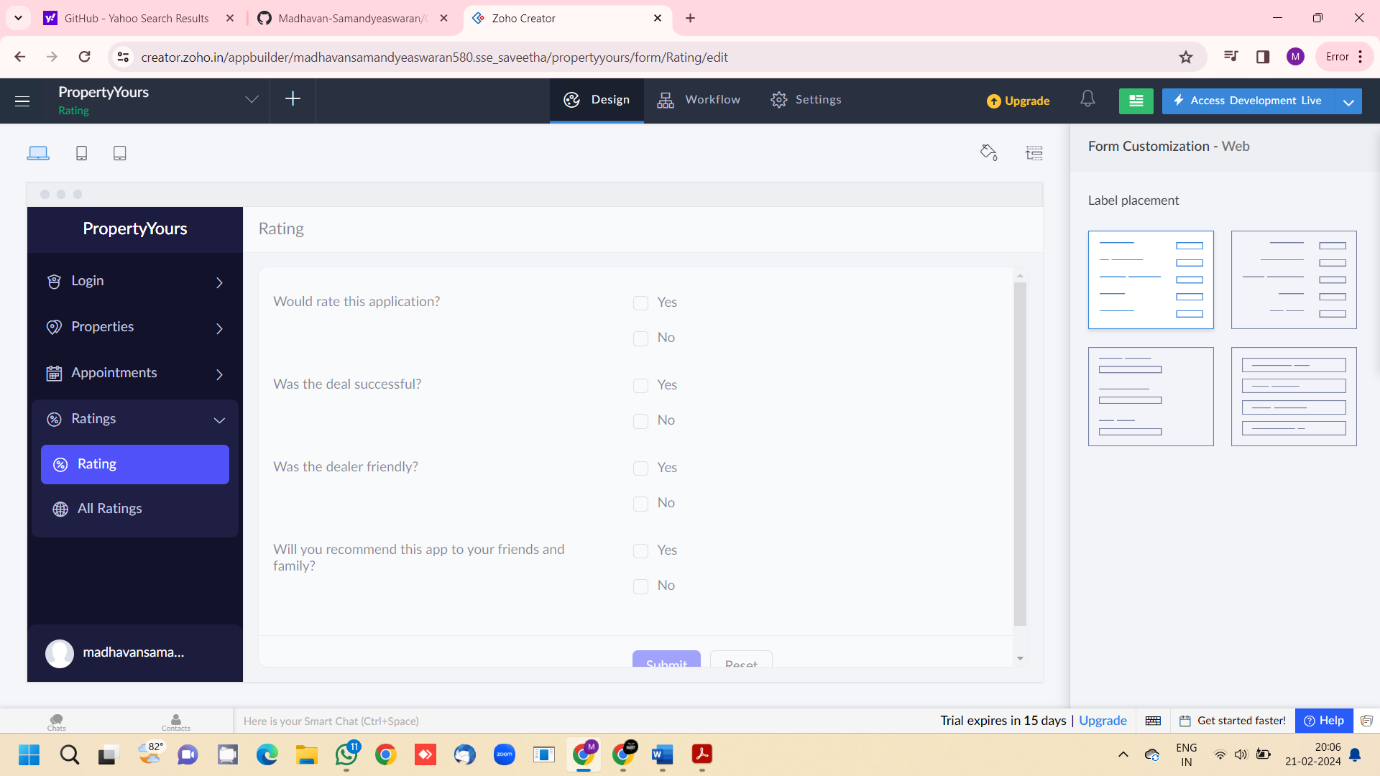 GitHub - Yahoo Search Results
Madhavan-Samandyeaswaran/
Zoho Creator
creator.zoho.in/appbuilder/madhavansamandyeaswaran580.sse_saveetha/propertyyours/form/Rating/edit
M
Error
PropertyYours
Rating
Design
Workflow
Settings
Upgrade
Access Development Live
Form Customization - Web
Label placement
PropertyYours
Login
Properties
Appointments
Ratings
Rating
All Ratings
madhavansama...
Rating
Would rate this application?
Yes
No
Was the deal successful?
Yes
No
Was the dealer friendly?
Yes
No
Will you recommend this app to your friends and
family?
Yes
No
Submit
Reset
Chats
Contacts
Here is your Smart Chat (Ctrl+Space)
Trial expires in 15 days | Upgrade
Get started faster!
Help
82°
11
zoom
M
ENG
IN
20:06
21-02-2024